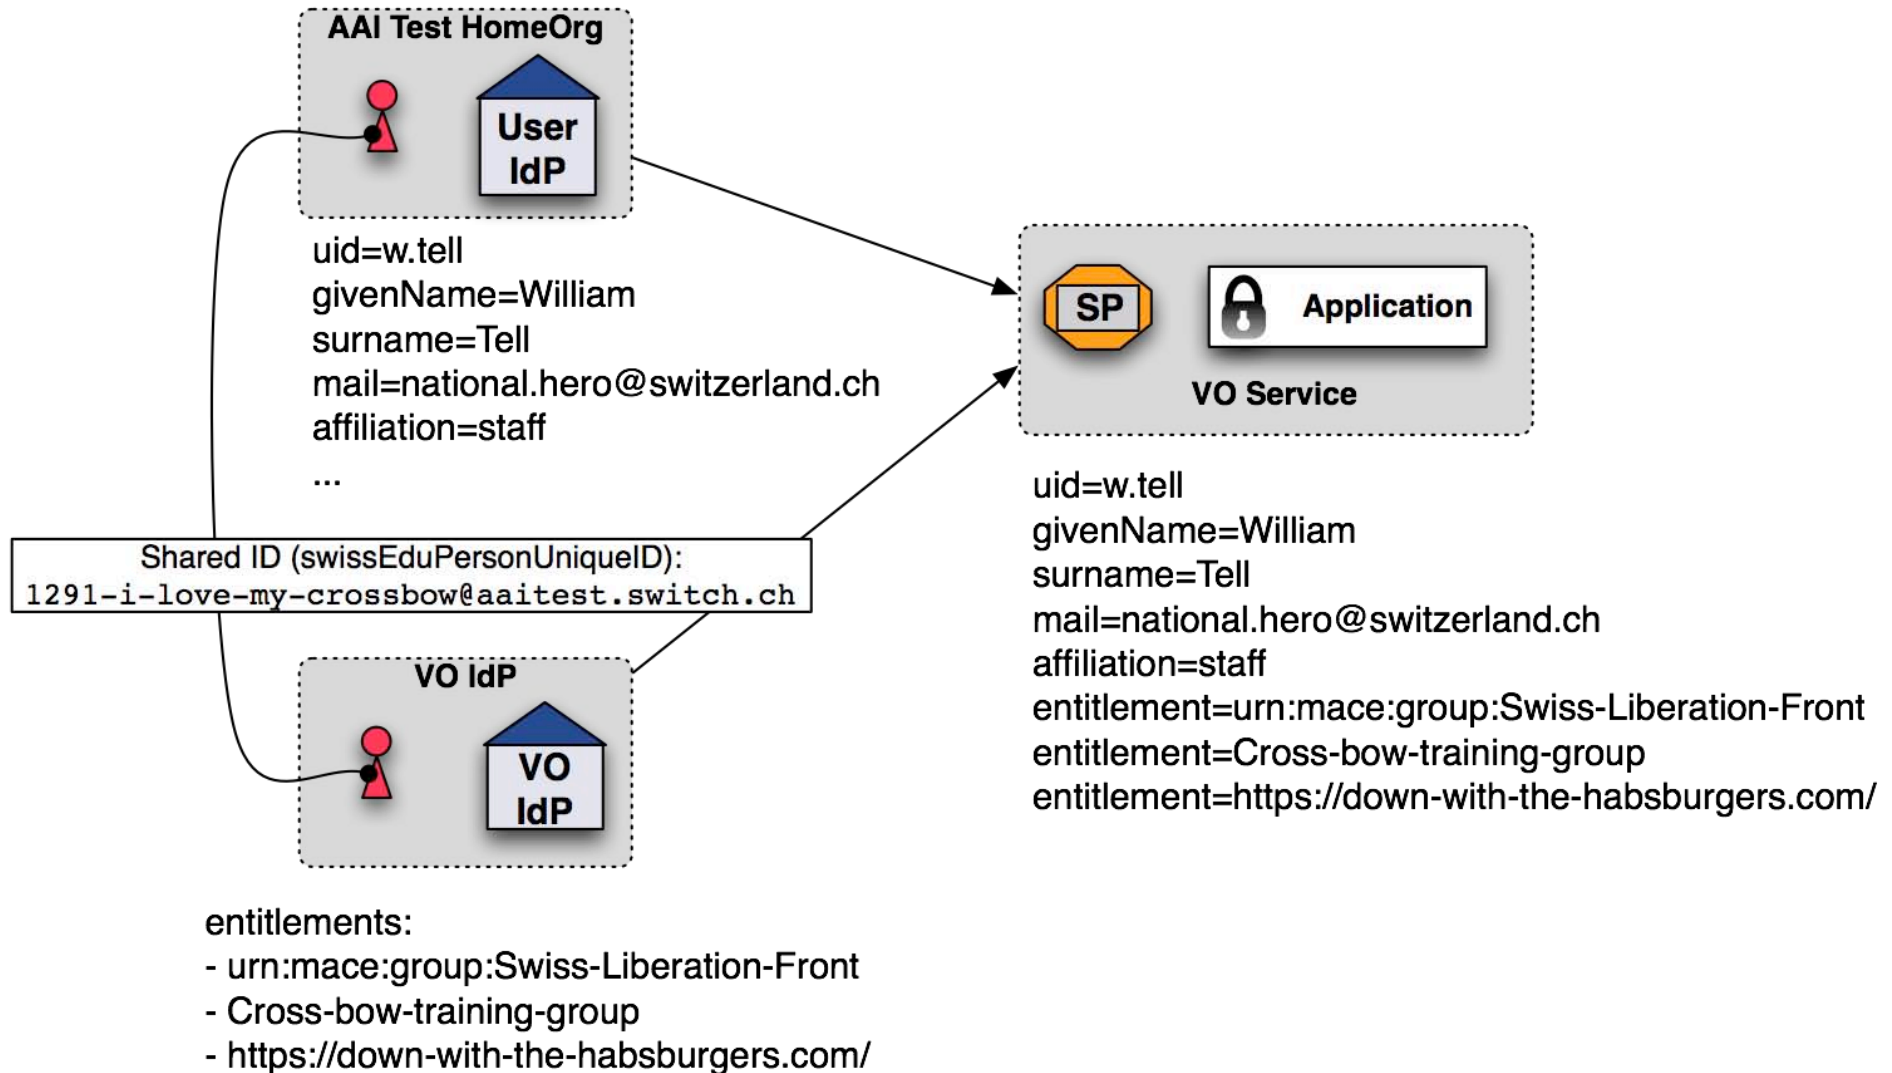 AAI Test HomeOrg
User
IdP
uid=w.tell
givenName=William
surname=Tell
mail=national.hero@switzerland.ch
affiliation=staff
...
Shared ID (swissEduPersonUniqueID):
1291-i-love-my-crossbow@aaitest.switch.ch
VO IdP
VO
IdP
entitlements:
- urn:mace:group:Swiss-Liberation-Front
- Cross-bow-training-group
- https://down-with-the-habsburgers.com/
SP
Application
VO Service
uid=w.tell
givenName=William
surname=Tell
mail=national.hero@switzerland.ch
affiliation=staff
entitlement=urn:mace:group:Swiss-Liberation-Front
entitlement=Cross-bow-training-group
entitlement=https://down-with-the-habsburgers.com/